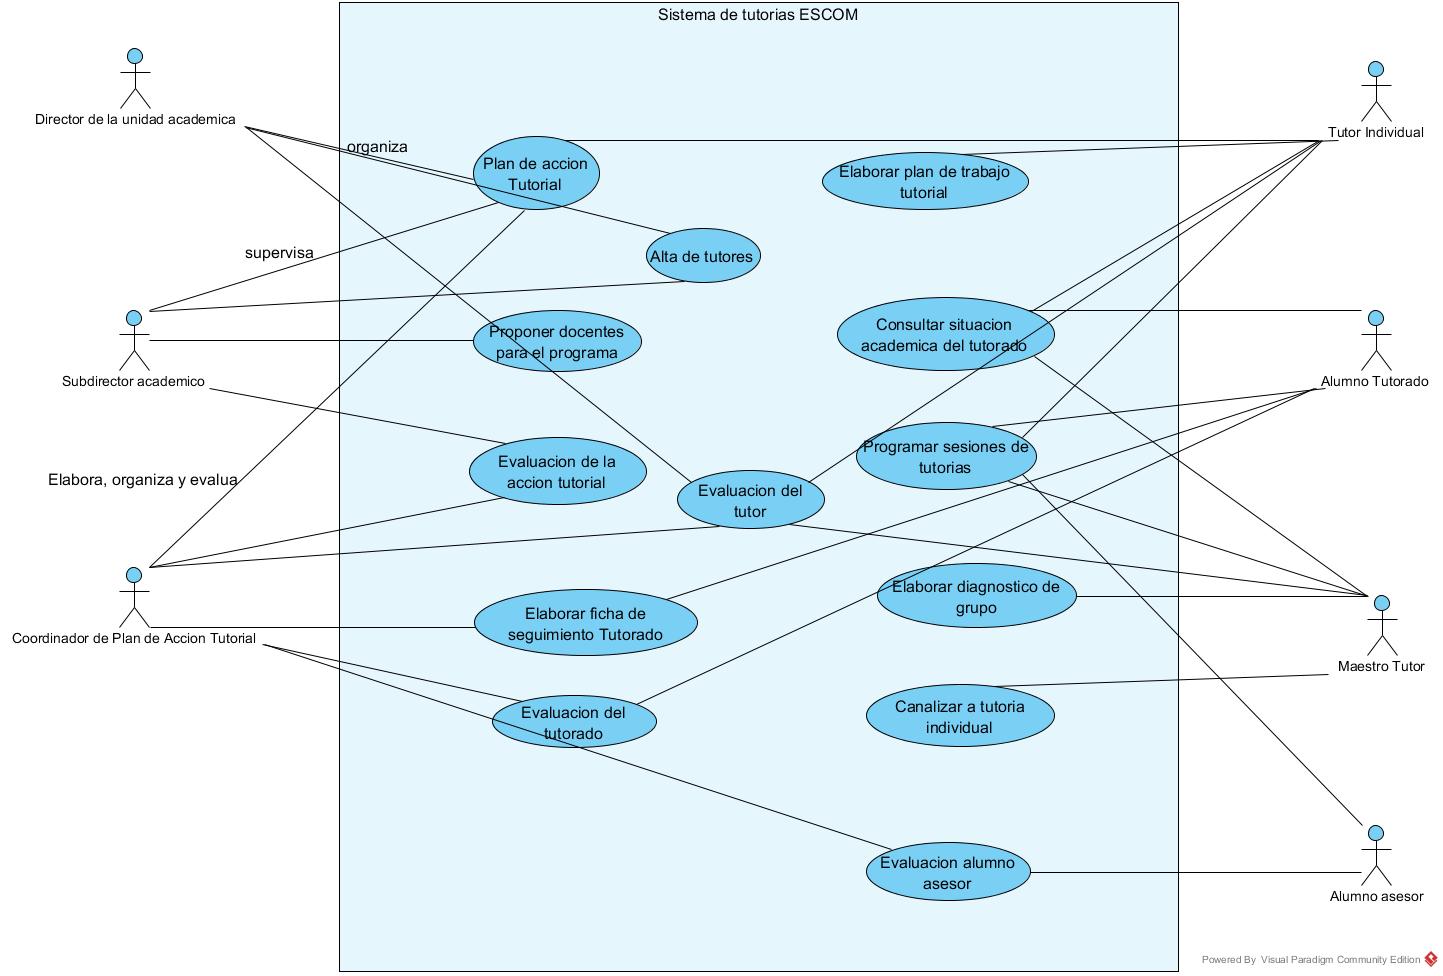 Sistema de tutorias ESCOM
Director de la unidad academica
Tutor Individual
organiza
Plan de accion
Tutorial
Elaborar plan de trabajo
tutorial
supervisa
Alta de tutores
Proponer docentes
para el programa
Consultar situacion
academica del tutorado
Subdirector academico
Alumno Tutorado
Elabora, organiza y evalua
Evaluacion de la
accion tutorial
Evaluacion del
tutor
Programar sesiones de
tutorias
Coordinador de Plan de Accion Tutorial
Elaborar ficha de
seguimiento Tutorado
Elaborar diagnostico de
grupo
Maestro Tutor
Evaluacion del
tutorado
Canalizar a tutoria
individual
Evaluacion alumno
asesor
Alumno asesor
Powered By Visual Paradigm Community Edition